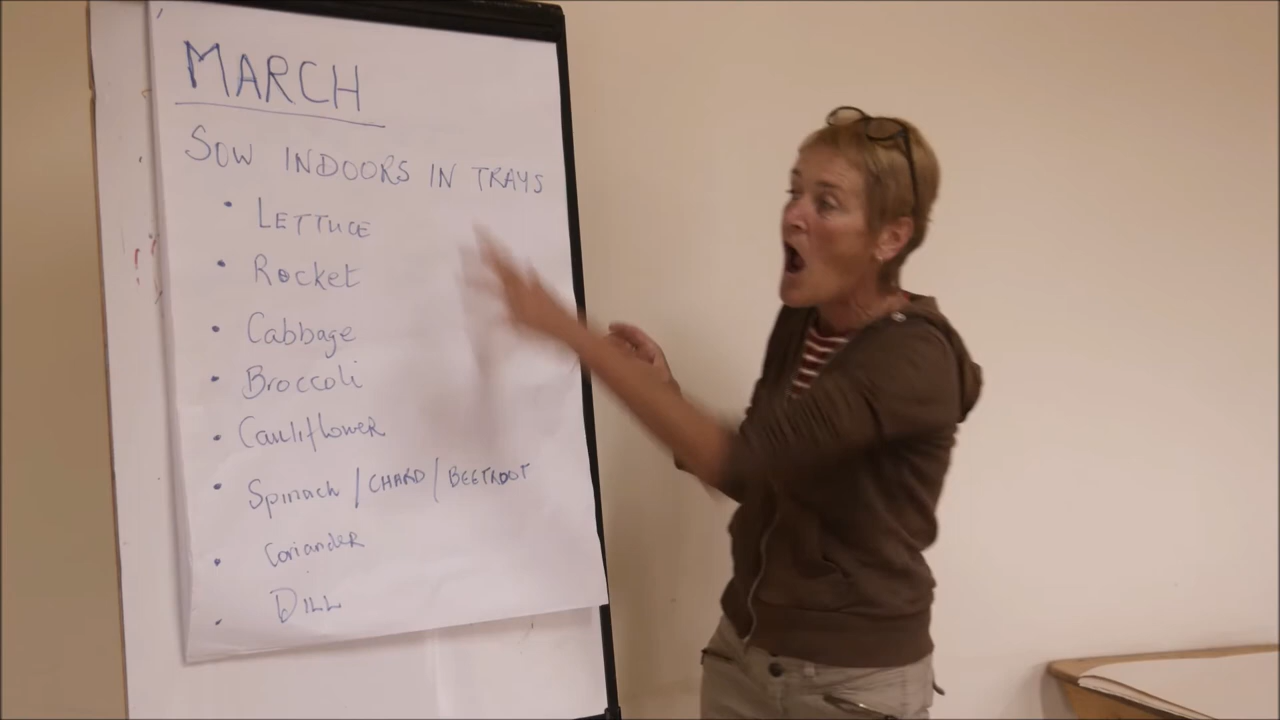 MARCH
SOW INDOORS IN TRAYS
• LETTUCE
• Rocket
• Cabbage
• Broccoli
• Cauliflower
• Spinach / CHARD / BEETROOT
• Coriander
• DILL